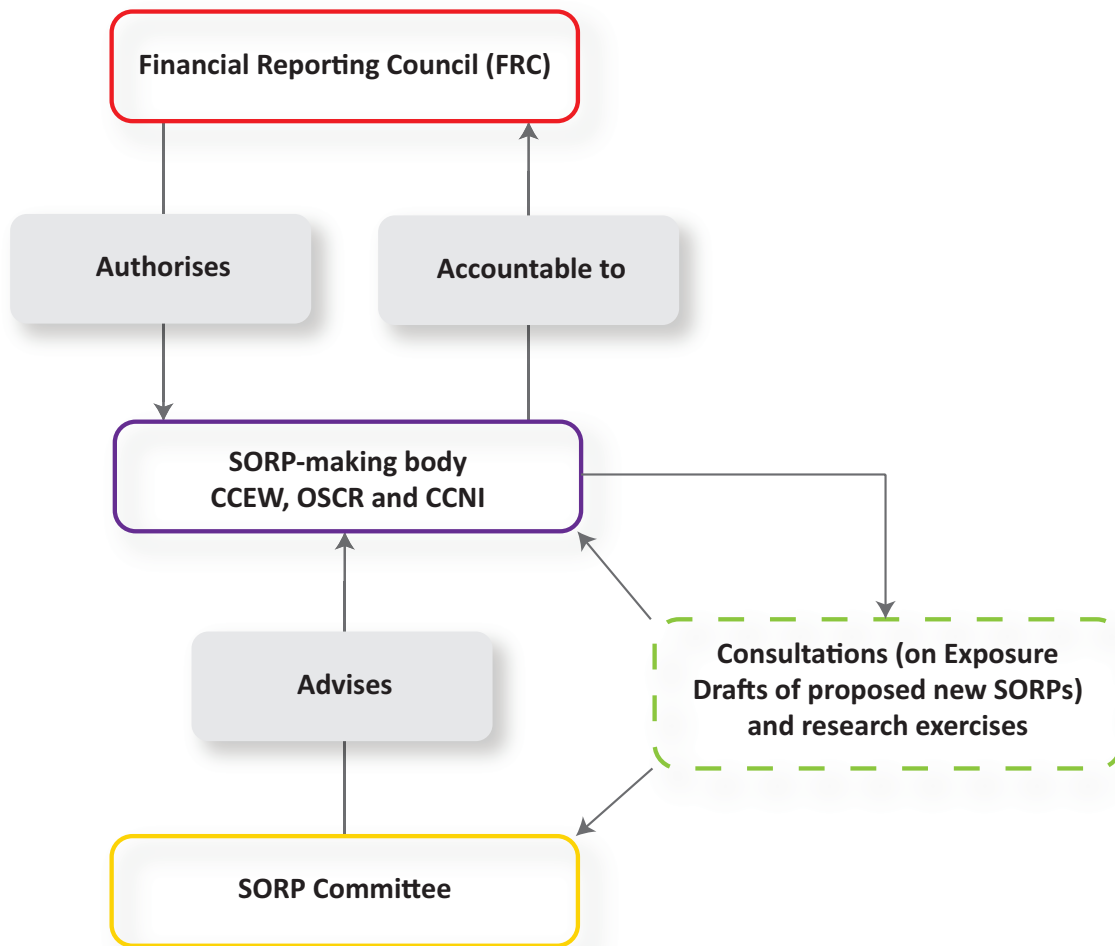 Financial Reporting Council (FRC)
Authorises
Accountable to
SORP-making body
CCEW, OSCR and CCNI
Advises
Consultations (on Exposure
Drafts of proposed new SORPs)
and research exercises
SORP Committee